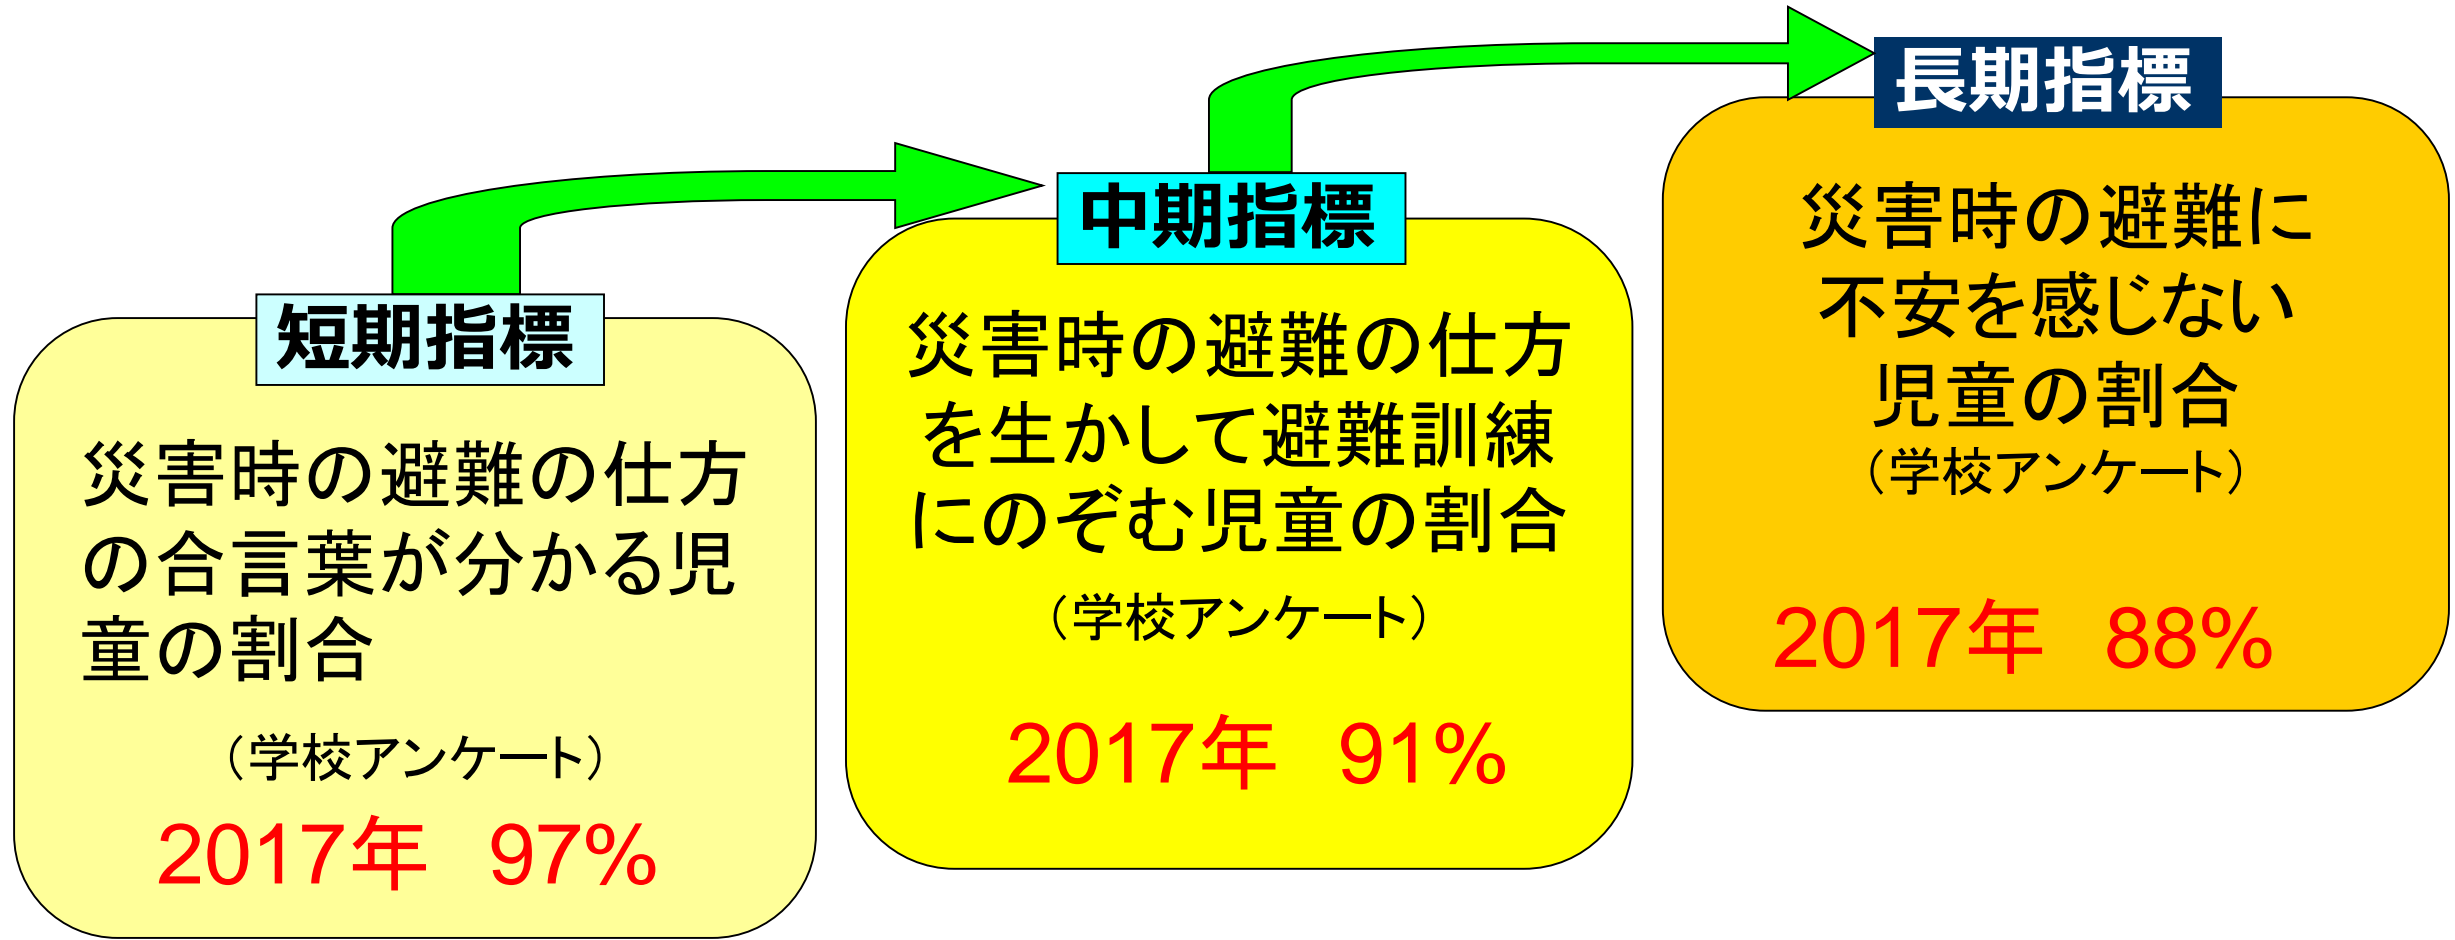 短期指標
災害時の避難の仕方
の合言葉が分かる児
童の割合
（学校アンケート）
2017年 97%
中期指標
災害時の避難の仕方
を生かして避難訓練
にのぞむ児童の割合
（学校アンケート）
2017年 91%
長期指標
災害時の避難に
不安を感じない
児童の割合
（学校アンケート）
2017年 88%